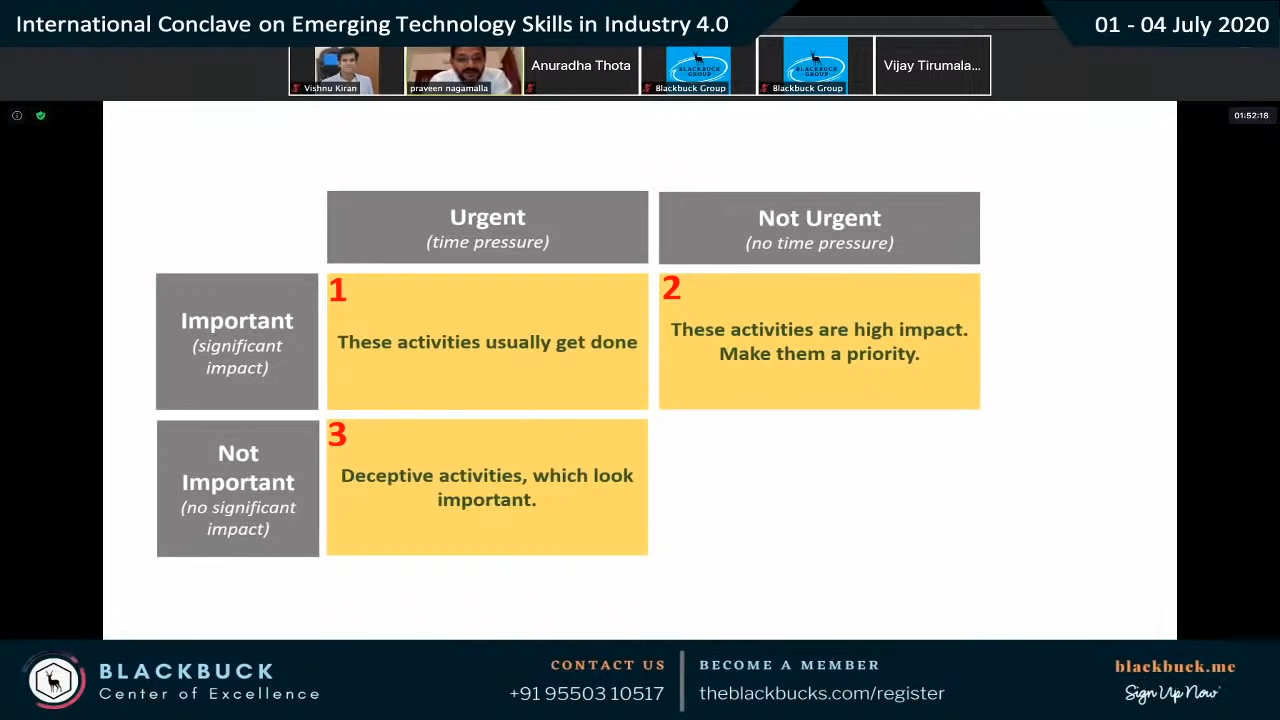 International Conclave on Emerging Technology Skills in Industry 4.0
01 - 04 July 2020
Vishnu Kiran
praveen nagamalla
Anuradha Thota
BLACKBUCK
GROUP
Blackbuck Group
BLACKBUCK
GROUP
Blackbuck Group
Vijay Tirumala...
01:52:18
Urgent
(time pressure)
Not Urgent
(no time pressure)
Important
(significant
impact)
1
These activities usually get done
2
These activities are high impact.
Make them a priority.
Not
Important
(no significant
impact)
3
Deceptive activities, which look
important.
BLACKBUCK
Center of Excellence
CONTACT US
+91 95503 10517
BECOME A MEMBER
theblackbucks.com/register
blackbuck.me
Sign Up Now